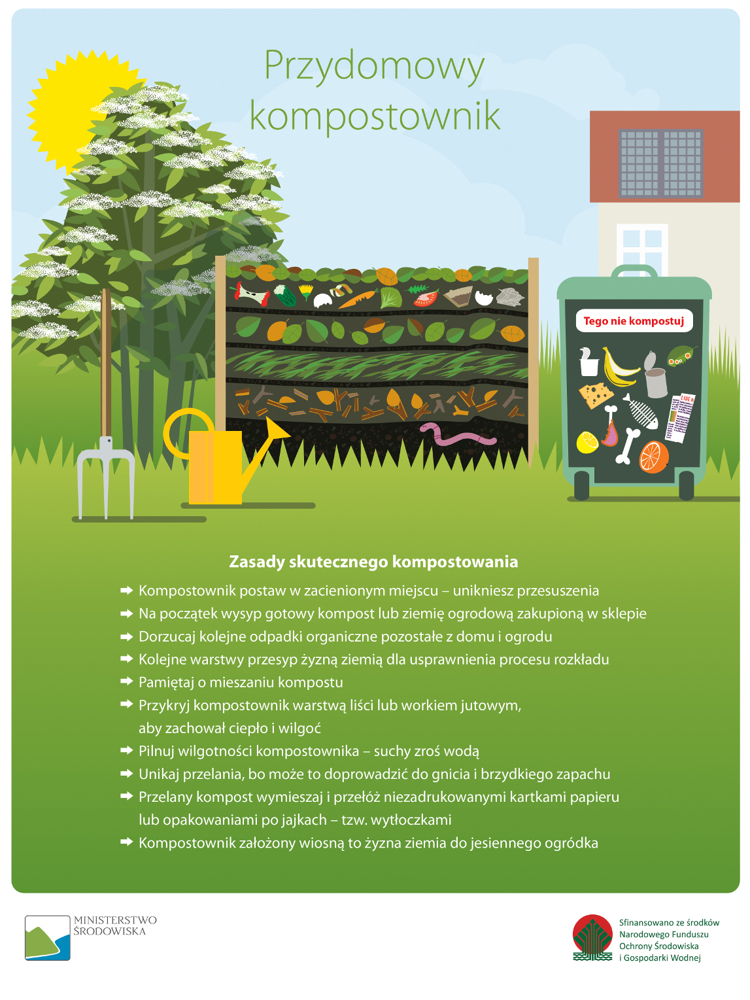 Przydomowy
kompostownik
Tego nie kompostuj
LIVE N
Zasady skutecznego kompostowania
Kompostownik postaw w zacienionym miejscu – unikniesz przesuszenia
Na początek wysyp gotowy kompost lub ziemię ogrodową zakupioną w sklepie
Dorzucaj kolejne odpadki organiczne pozostałe z domu i ogrodu
Kolejne warstwy przesyp żyzną ziemią dla usprawnienia procesu rozkładu
Pamiętaj o mieszaniu kompostu
Przykryj kompostownik warstwą liści lub workiem jutowym,
aby zachował ciepło i wilgoć
Pilnuj wilgotności kompostownika – suchy zroś wodą
Unikaj przelania, bo może to doprowadzić do gnicia i brzydkiego zapachu
Przelany kompost wymieszaj i przełóż niezadrukowanymi kartkami papieru
lub opakowaniami po jajkach – tzw. wytłoczkami
Kompostownik założony wiosną to żyzna ziemia do jesiennego ogródka
MINISTERSTWO
ŚRODOWISKA
Sfinansowano ze środków
Narodowego Funduszu
Ochrony Środowiska
i Gospodarki Wodnej